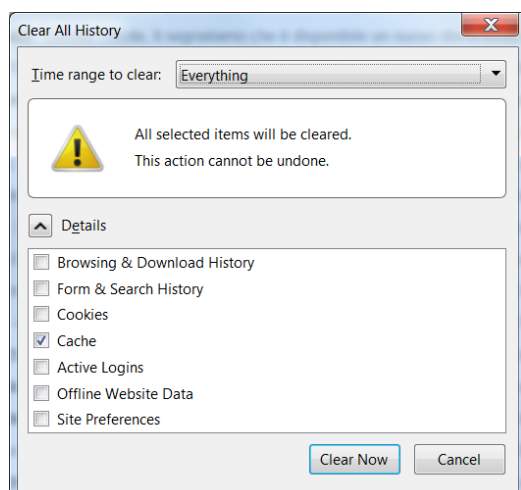 Clear All History
Time range to clear: Everything
All selected items will be cleared.
This action cannot be undone.
Details
Browsing & Download History
Form & Search History
Cookies
Cache
Active Logins
Offline Website Data
Site Preferences
Clear Now Cancel